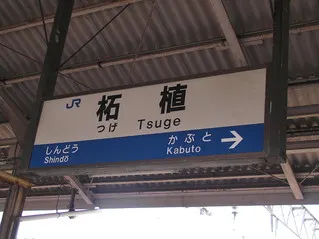 JR
柘植
つげ Tsuge
しんどう
Shindō
かぶと
Kabuto →